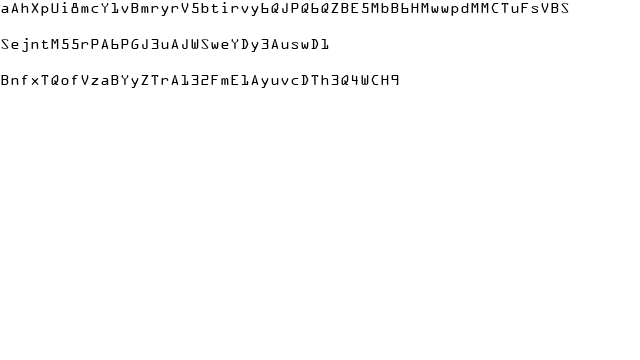 aAhXpUi8mcY1vBmryrV5btirvy6QJPQ6QZBE5MbB6HMwwpdMMCTuFsVBS
SejntM55rPA6PGJ3uAJWSweYDy3AuswD1
BnfxTQofVzaBYyZTrA132FmE1AyuvcDTh3Q4WCH9